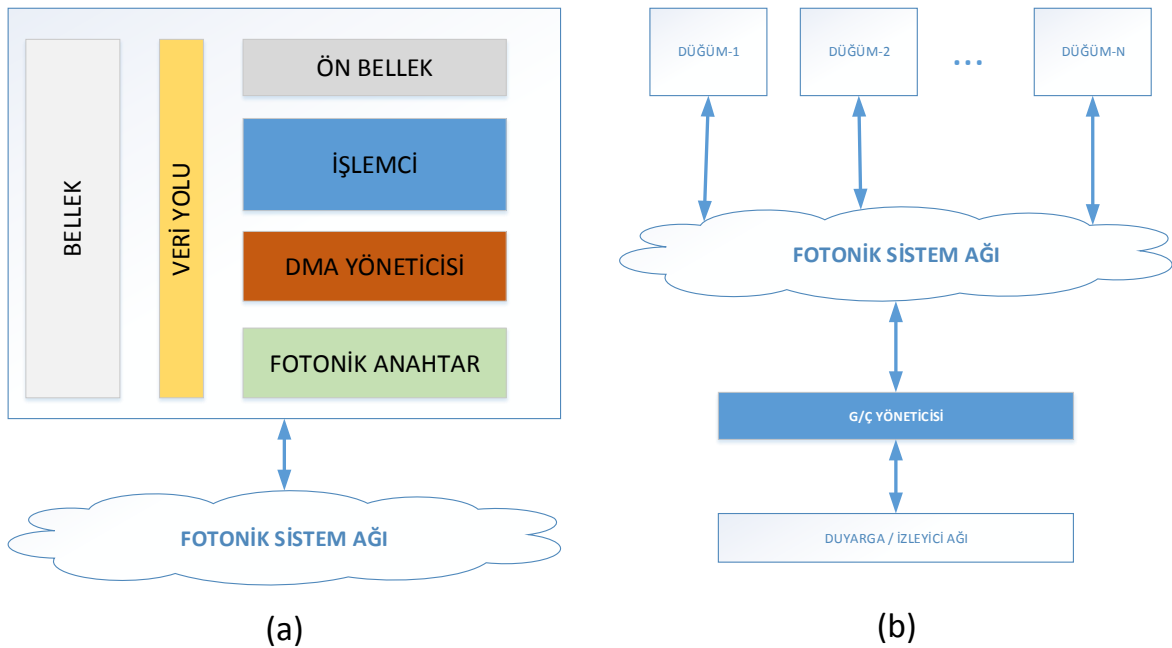 BELLEK
VERİ YOLU
ÖN BELLEK
İŞLEMCİ
DMA YÖNETİCİSİ
FOTONİK ANAHTAR
FOTONİK SİSTEM AĞI
(a)
DÜĞÜM-1
DÜĞÜM-2
...
DÜĞÜM-N
FOTONİK SİSTEM AĞI
G/Ç YÖNETİCİSİ
DUYARGA / İZLEYİCİ AĞI
(b)